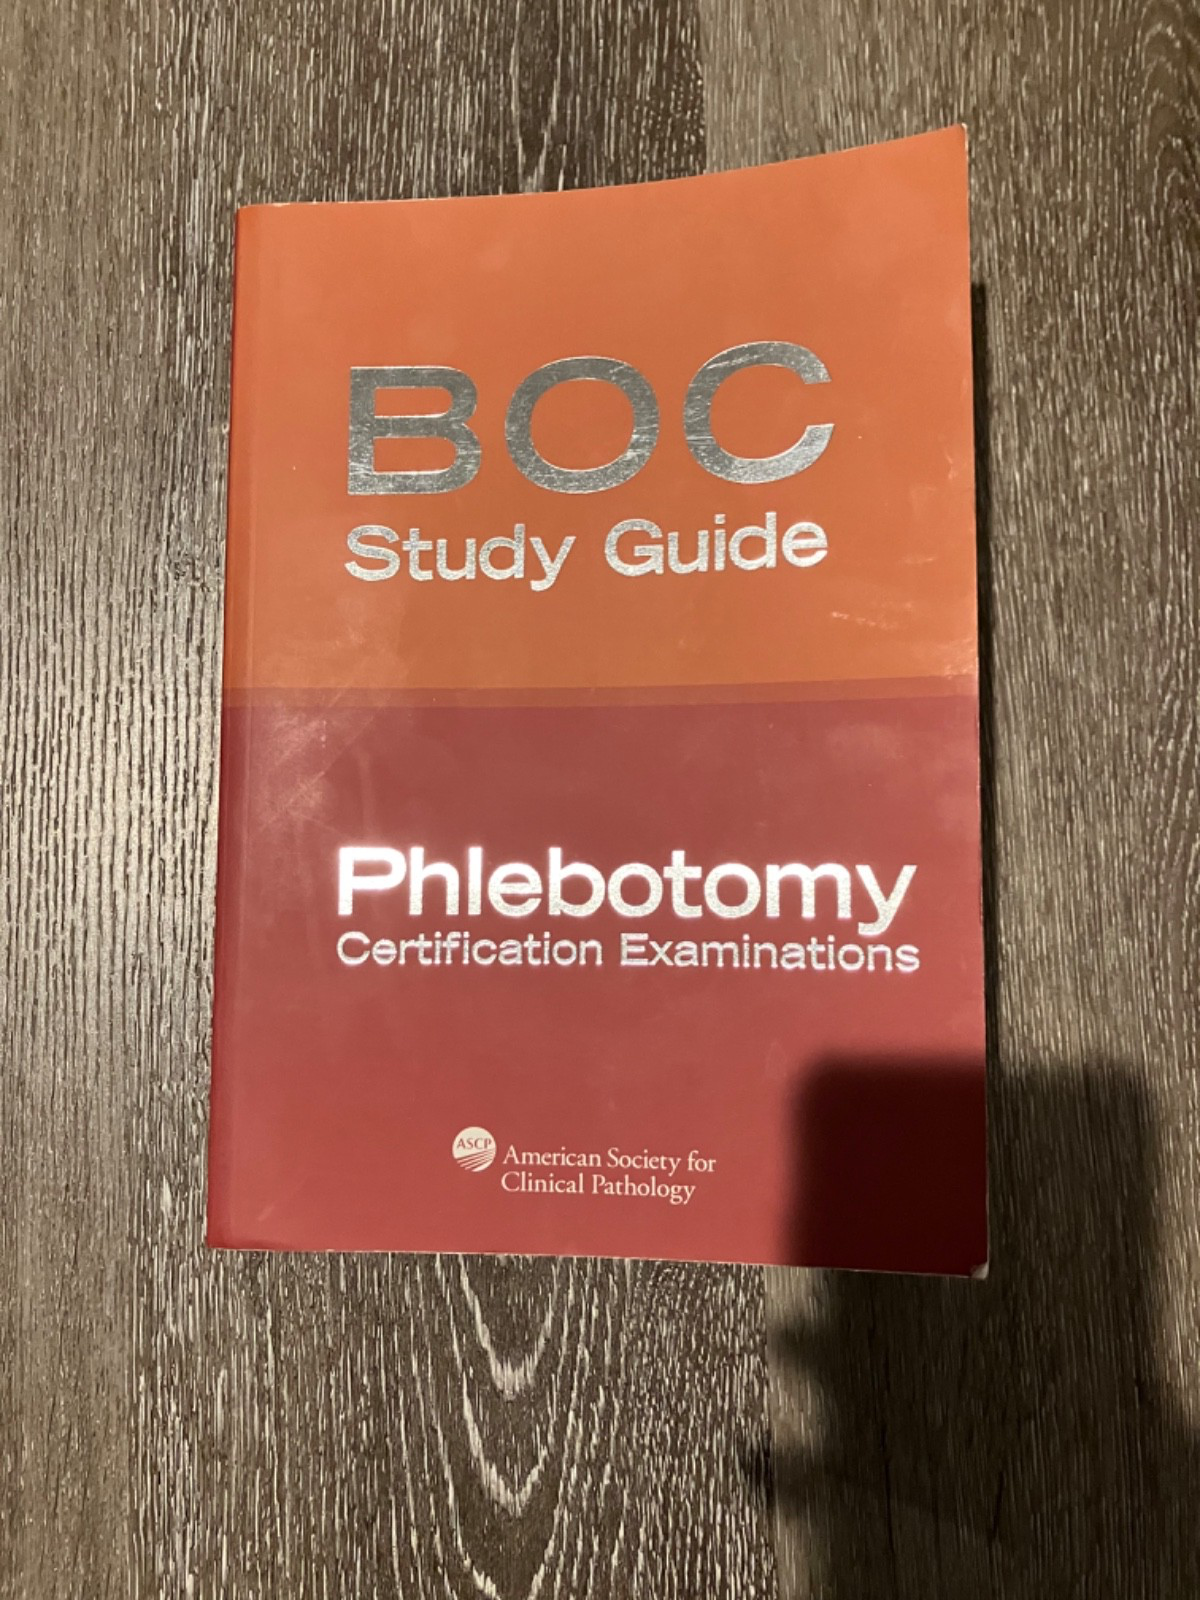 BOC
Study Guide
Phlebotomy
Certification Examinations
ASCP
American Society for
Clinical Pathology